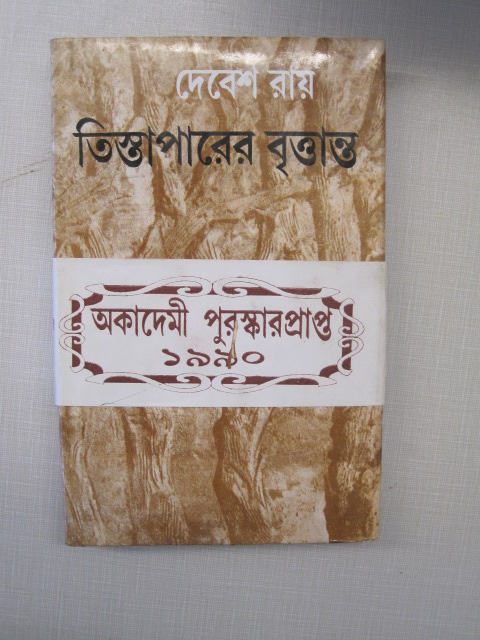 দেবেশ রায়
তিস্তাপারের বৃত্তান্ত
অকাদেমী পুরস্কারপ্রাপ্ত
১৯৯০